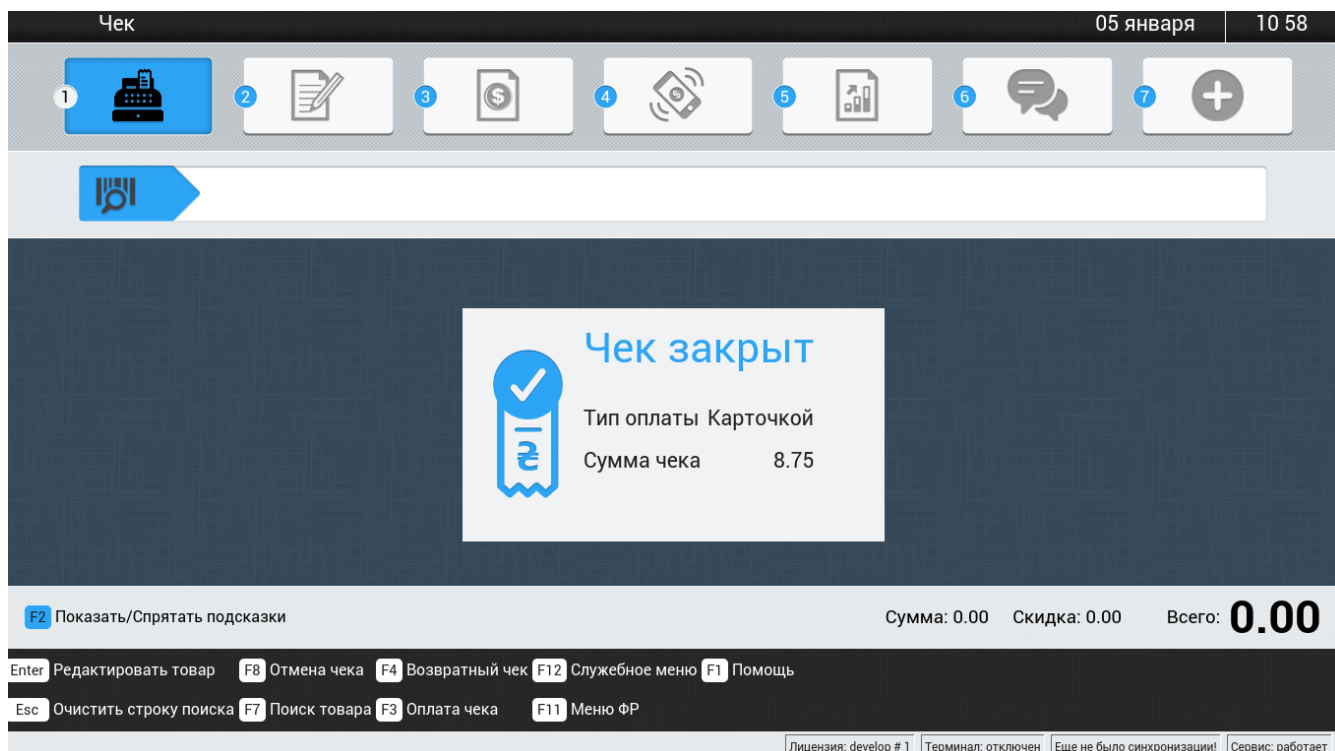 Чек 05 января 10 58
1 2 3 4 5 6 7
Чек закрыт
Тип оплаты Карточкой
Сумма чека 8.75
F2 Показать/Спрятать подсказки Сумма: 0.00 Скидка: 0.00 Всего: 0.00
Enter Редактировать товар F8 Отмена чека F4 Возвратный чек F12 Служебное меню F1 Помощь
Esc Очистить строку поиска F7 Поиск товара F3 Оплата чека F11 Меню ФР
Лицензия: develop # 1 Терминал: отключен Еще не было синхронизации! Сервис: работает